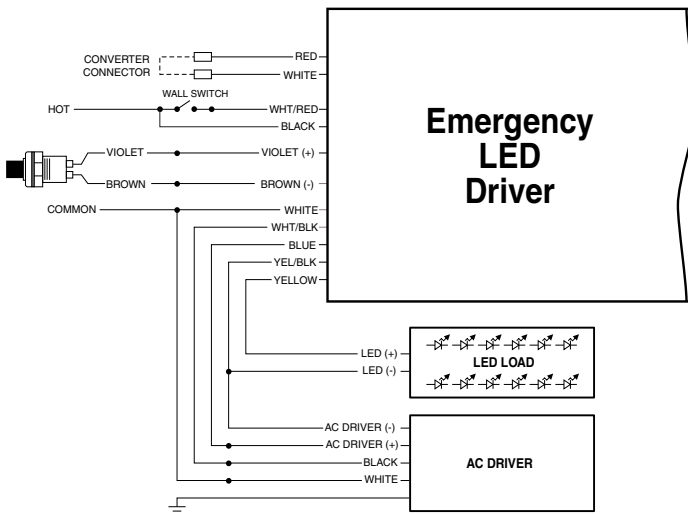 CONVERTER
CONNECTOR
RED
WHITE
HOT
WALL SWITCH
WHT/RED
BLACK
VIOLET
VIOLET (+)
BROWN
BROWN (-)
COMMON
WHITE
WHT/BLK
BLUE
YEL/BLK
YELLOW
Emergency
LED
Driver
LED (+)
LED (-)
LED LOAD
AC DRIVER (-)
AC DRIVER (+)
BLACK
WHITE
AC DRIVER